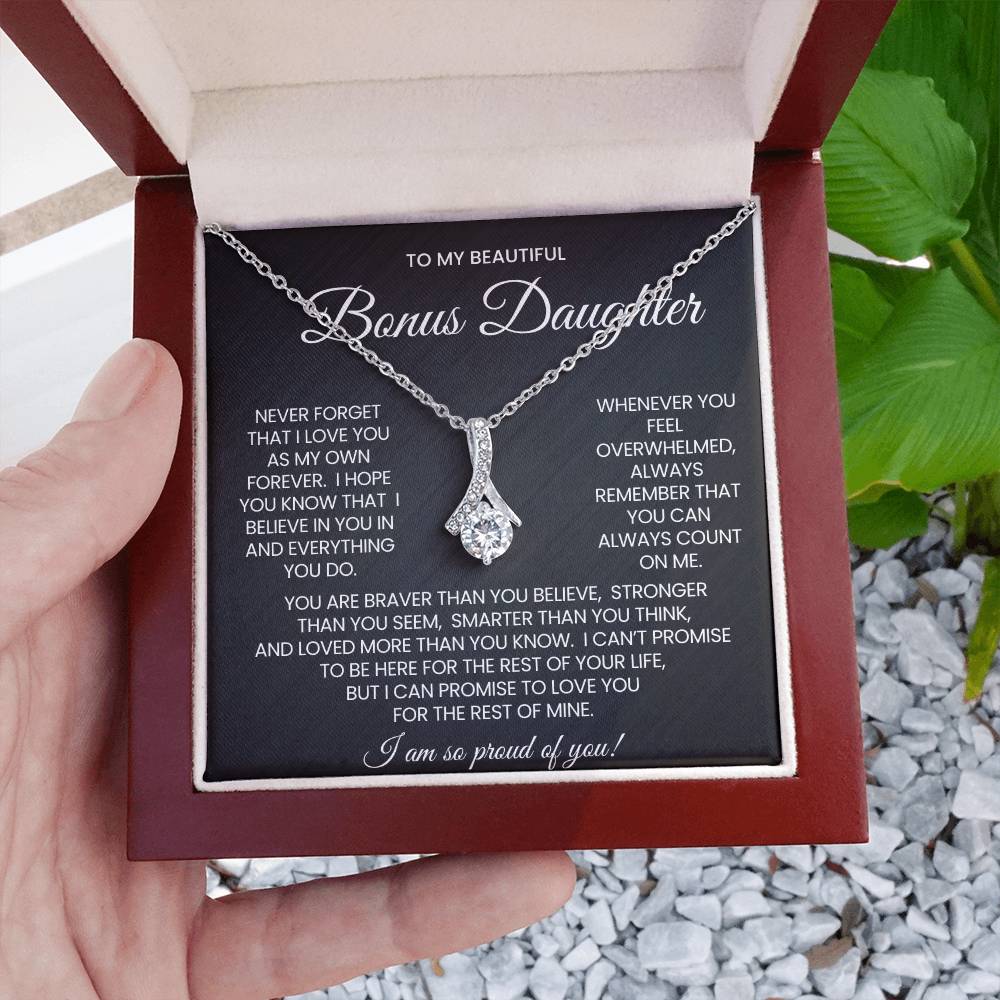 TO MY BEAUTIFUL
Bonus Daughter
NEVER FORGET
THAT I LOVE YOU
AS MY OWN
FOREVER. I HOPE
YOU KNOW THAT I
BELIEVE IN YOU IN
AND EVERYTHING
YOU DO.
WHENEVER YOU
FEEL
OVERWHELMED,
ALWAYS
REMEMBER THAT
YOU CAN
ALWAYS COUNT
ON ME.
YOU ARE BRAVER THAN YOU BELIEVE, STRONGER
THAN YOU SEEM, SMARTER THAN YOU THINK,
AND LOVED MORE THAN YOU KNOW. I CAN'T PROMISE
TO BE HERE FOR THE REST OF YOUR LIFE,
BUT I CAN PROMISE TO LOVE YOU
FOR THE REST OF MINE.
I am so proud of you!